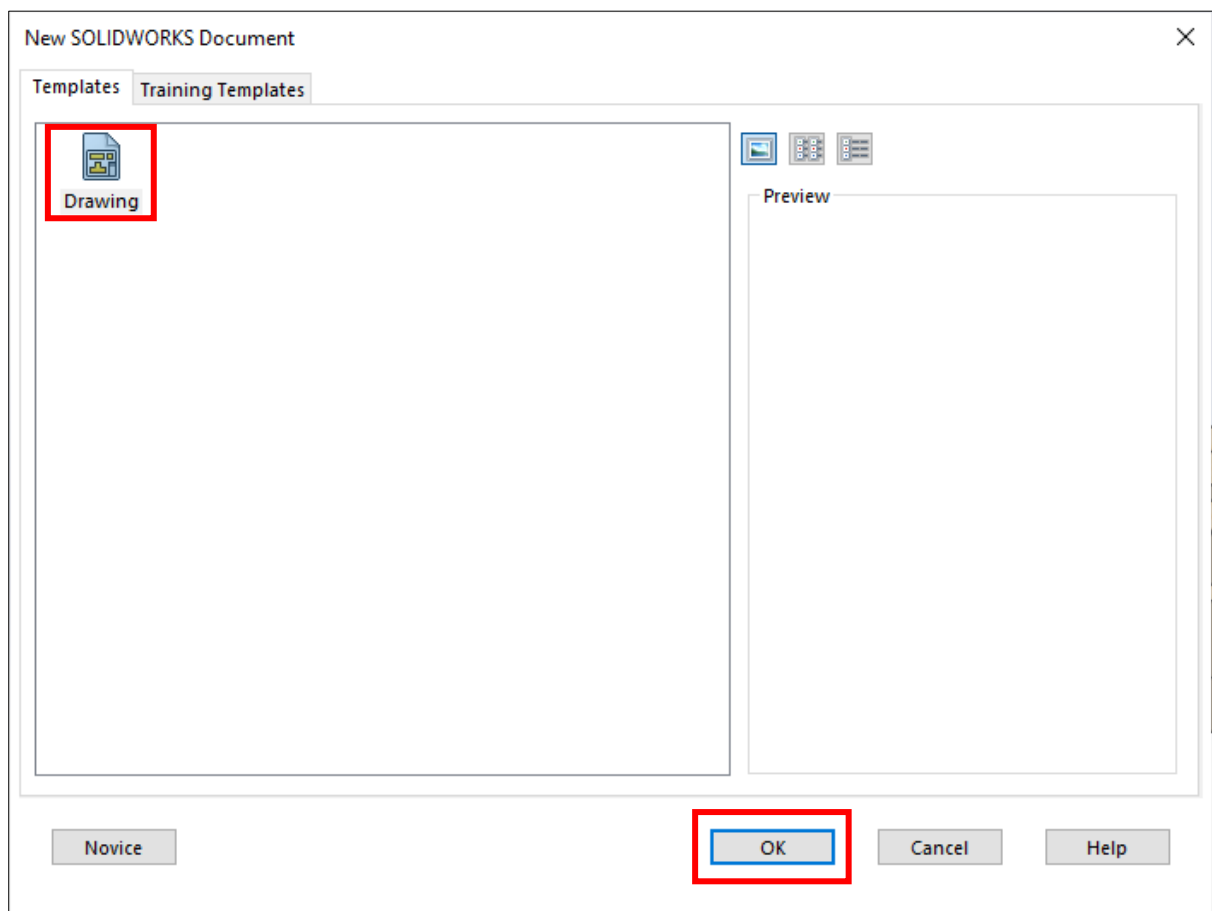 New SOLIDWORKS Document
Templates
Training Templates
Drawing
Preview
Novice
OK
Cancel
Help